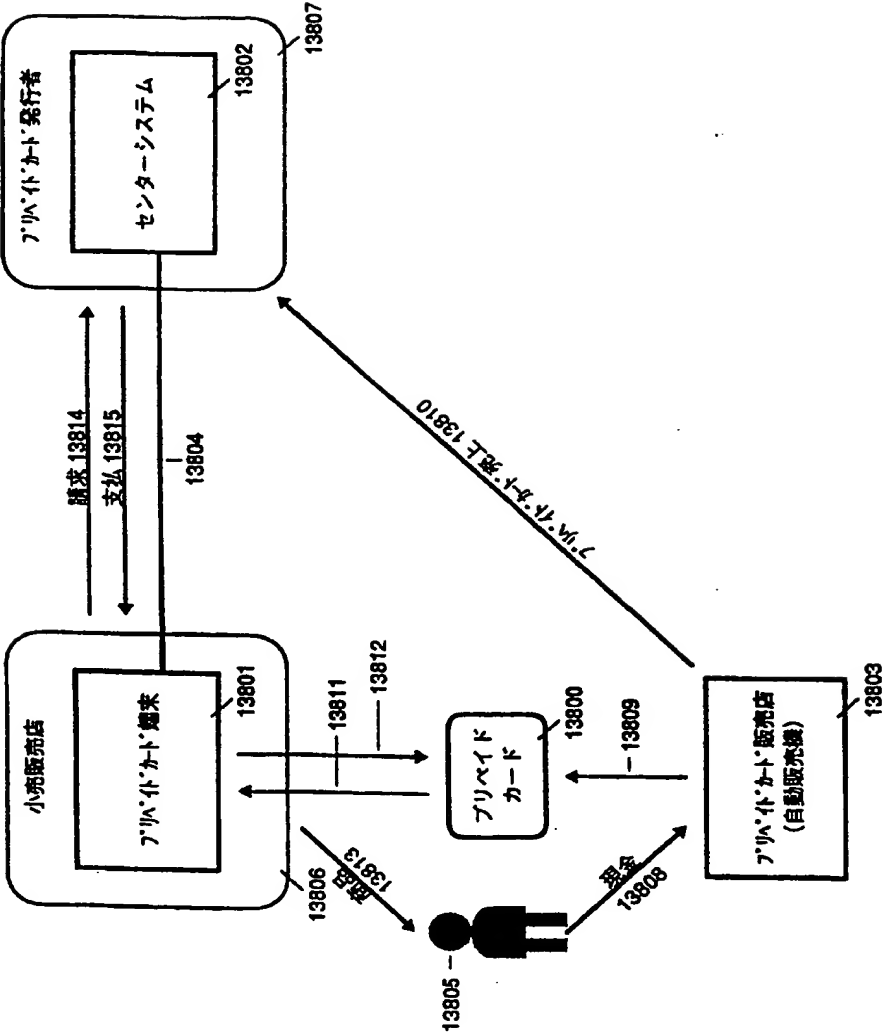 小売販売店
ﾌﾟﾘﾍﾟｲﾄﾞｶｰﾄﾞ端末
13801
13806
請求 13814
支払 13815
13804
ﾌﾟﾘﾍﾟｲﾄﾞｶｰﾄﾞ発行者
センターシステム
13802
13807
13811
13812
商品
13813
プリペイド
カード
13800
13805
現金
13808
13809
ﾌﾟﾘﾍﾟｲﾄﾞｶｰﾄﾞ売上 13810
ﾌﾟﾘﾍﾟｲﾄﾞｶｰﾄﾞ販売店
(自動販売機)
13803